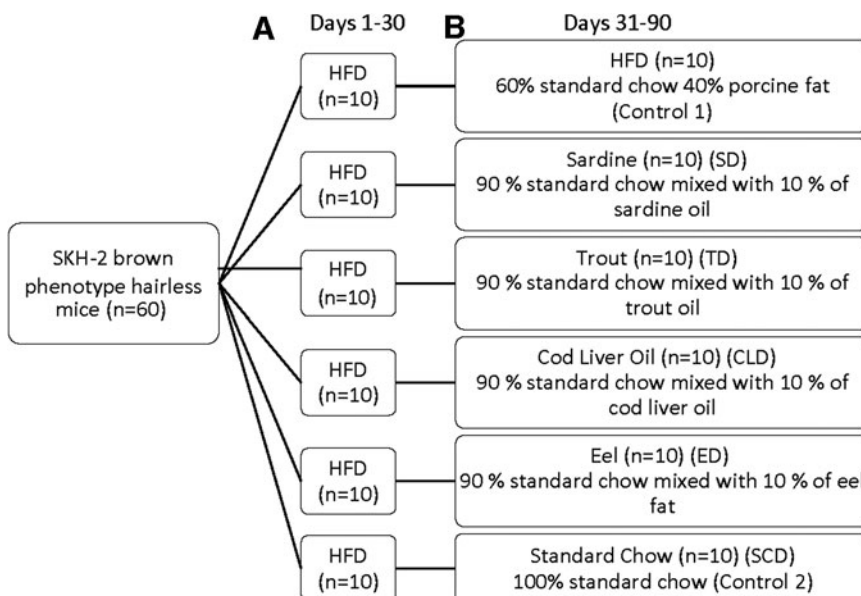 A Days 1-30 B Days 31-90
HFD
(n=10)
HFD (n=10)
60% standard chow 40% porcine fat
(Control 1)
HFD
(n=10)
Sardine (n=10) (SD)
90 % standard chow mixed with 10 % of
sardine oil
SKH-2 brown
phenotype hairless
mice (n=60)
HFD
(n=10)
Trout (n=10) (TD)
90 % standard chow mixed with 10 % of
trout oil
HFD
(n=10)
Cod Liver Oil (n=10) (CLD)
90 % standard chow mixed with 10 % of
cod liver oil
HFD
(n=10)
Eel (n=10) (ED)
90 % standard chow mixed with 10 % of eel
fat
HFD
(n=10)
Standard Chow (n=10) (SCD)
100% standard chow (Control 2)